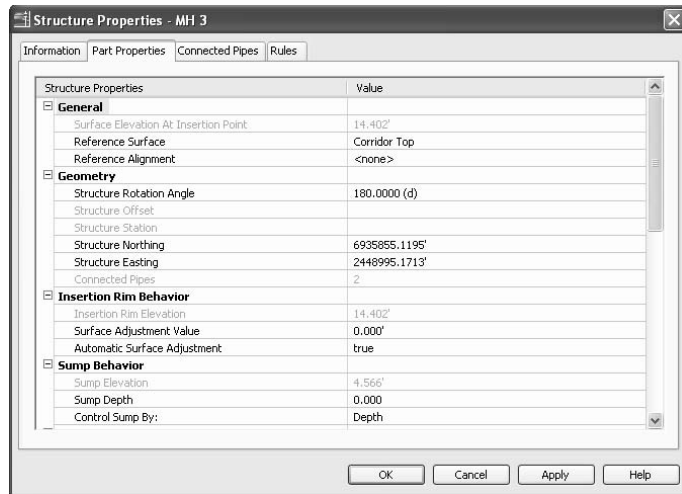 Structure Properties - MH 3
Information Part Properties Connected Pipes Rules
Structure Properties Value
General
Surface Elevation At Insertion Point 14.402'
Reference Surface Corridor Top
Reference Alignment <none>
Geometry
Structure Rotation Angle 180.0000 (d)
Structure Offset
Structure Station
Structure Northing 6935855.1195'
Structure Easting 2448995.1713'
Connected Pipes 2
Insertion Rim Behavior
Insertion Rim Elevation 14.402'
Surface Adjustment Value 0.000'
Automatic Surface Adjustment true
Sump Behavior
Sump Elevation 4.566'
Sump Depth 0.000
Control Sump By: Depth
OK Cancel Apply Help